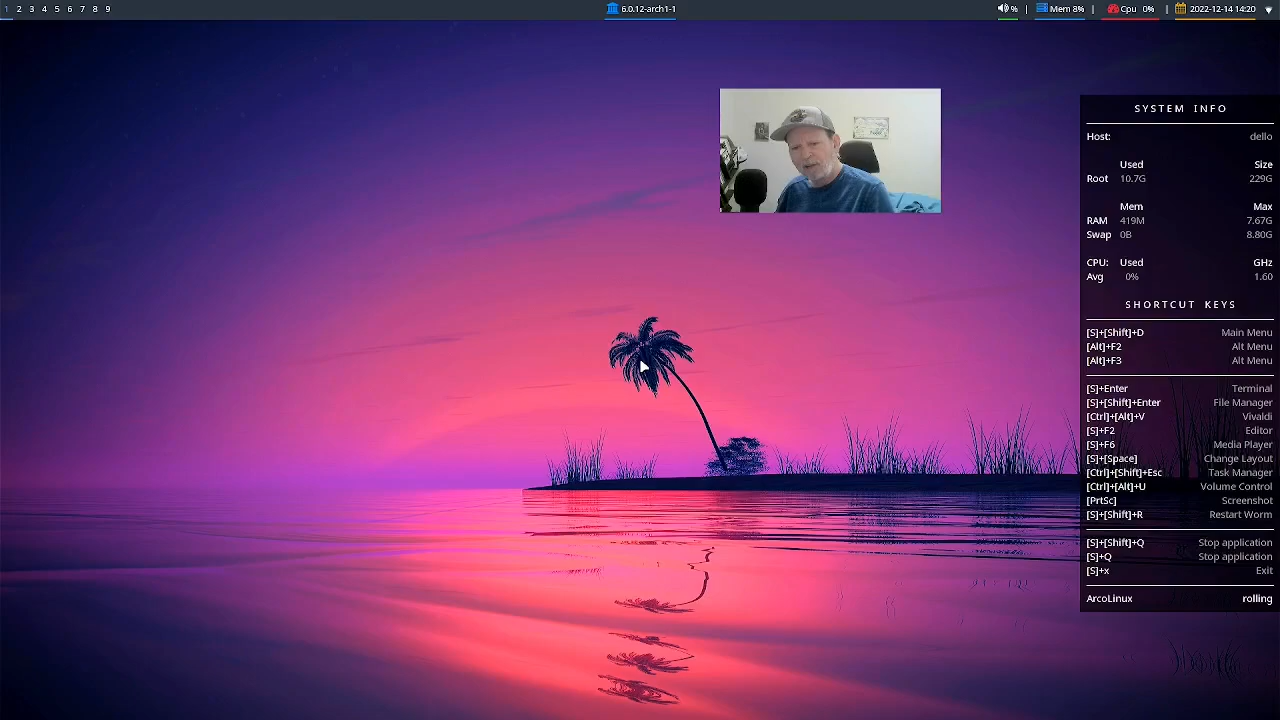 1 2 3 4 5 6 7 8 9
6.0.12-arch1-1
% | Mem 8% | Cpu 0% | 2022-12-14 14:20
SYSTEM INFO
Host: dello
Used Size
Root 10.7G 229G
Mem Max
RAM 419M 7.67G
Swap 0B 8.80G
CPU: Used GHz
Avg 0% 1.60
SHORTCUT KEYS
[S]+[Shift]+D Main Menu
[Alt]+F2 Alt Menu
[Alt]+F3 Alt Menu
[S]+Enter Terminal
[S]+[Shift]+Enter File Manager
[Ctrl]+[Alt]+V Vivaldi
[S]+F2 Editor
[S]+F6 Media Player
[S]+[Space] Change Layout
[Ctrl]+[Shift]+Esc Task Manager
[Ctrl]+[Alt]+U Volume Control
[PrtSc] Screenshot
[S]+[Shift]+R Restart Worm
[S]+[Shift]+Q Stop application
[S]+Q Stop application
[S]+x Exit
ArcoLinux rolling